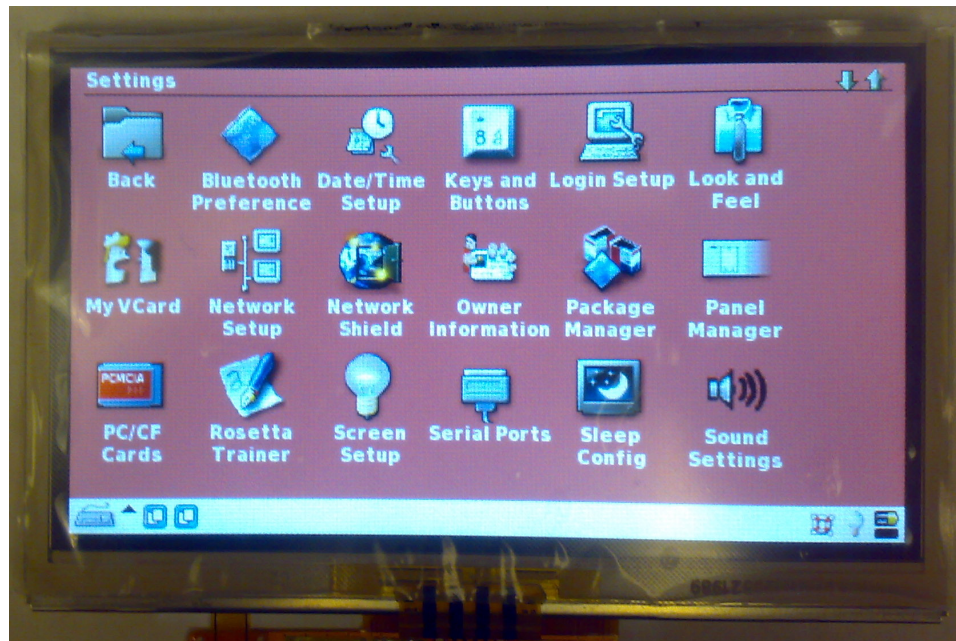 Settings
Back
Bluetooth
Preference
Date/Time
Setup
Keys and
Buttons
Login Setup
Look and
Feel
My VCard
Network
Setup
Network
Shield
Owner
Information
Package
Manager
Panel
Manager
PCMCIA
PC/CF
Cards
Rosetta
Trainer
Screen
Setup
Serial Ports
Sleep
Config
Sound
Settings